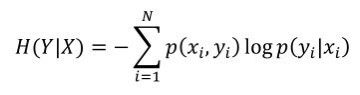 H(Y|X) = − ∑_{i=1}^{N} p(x_i, y_i) log p(y_i|x_i)